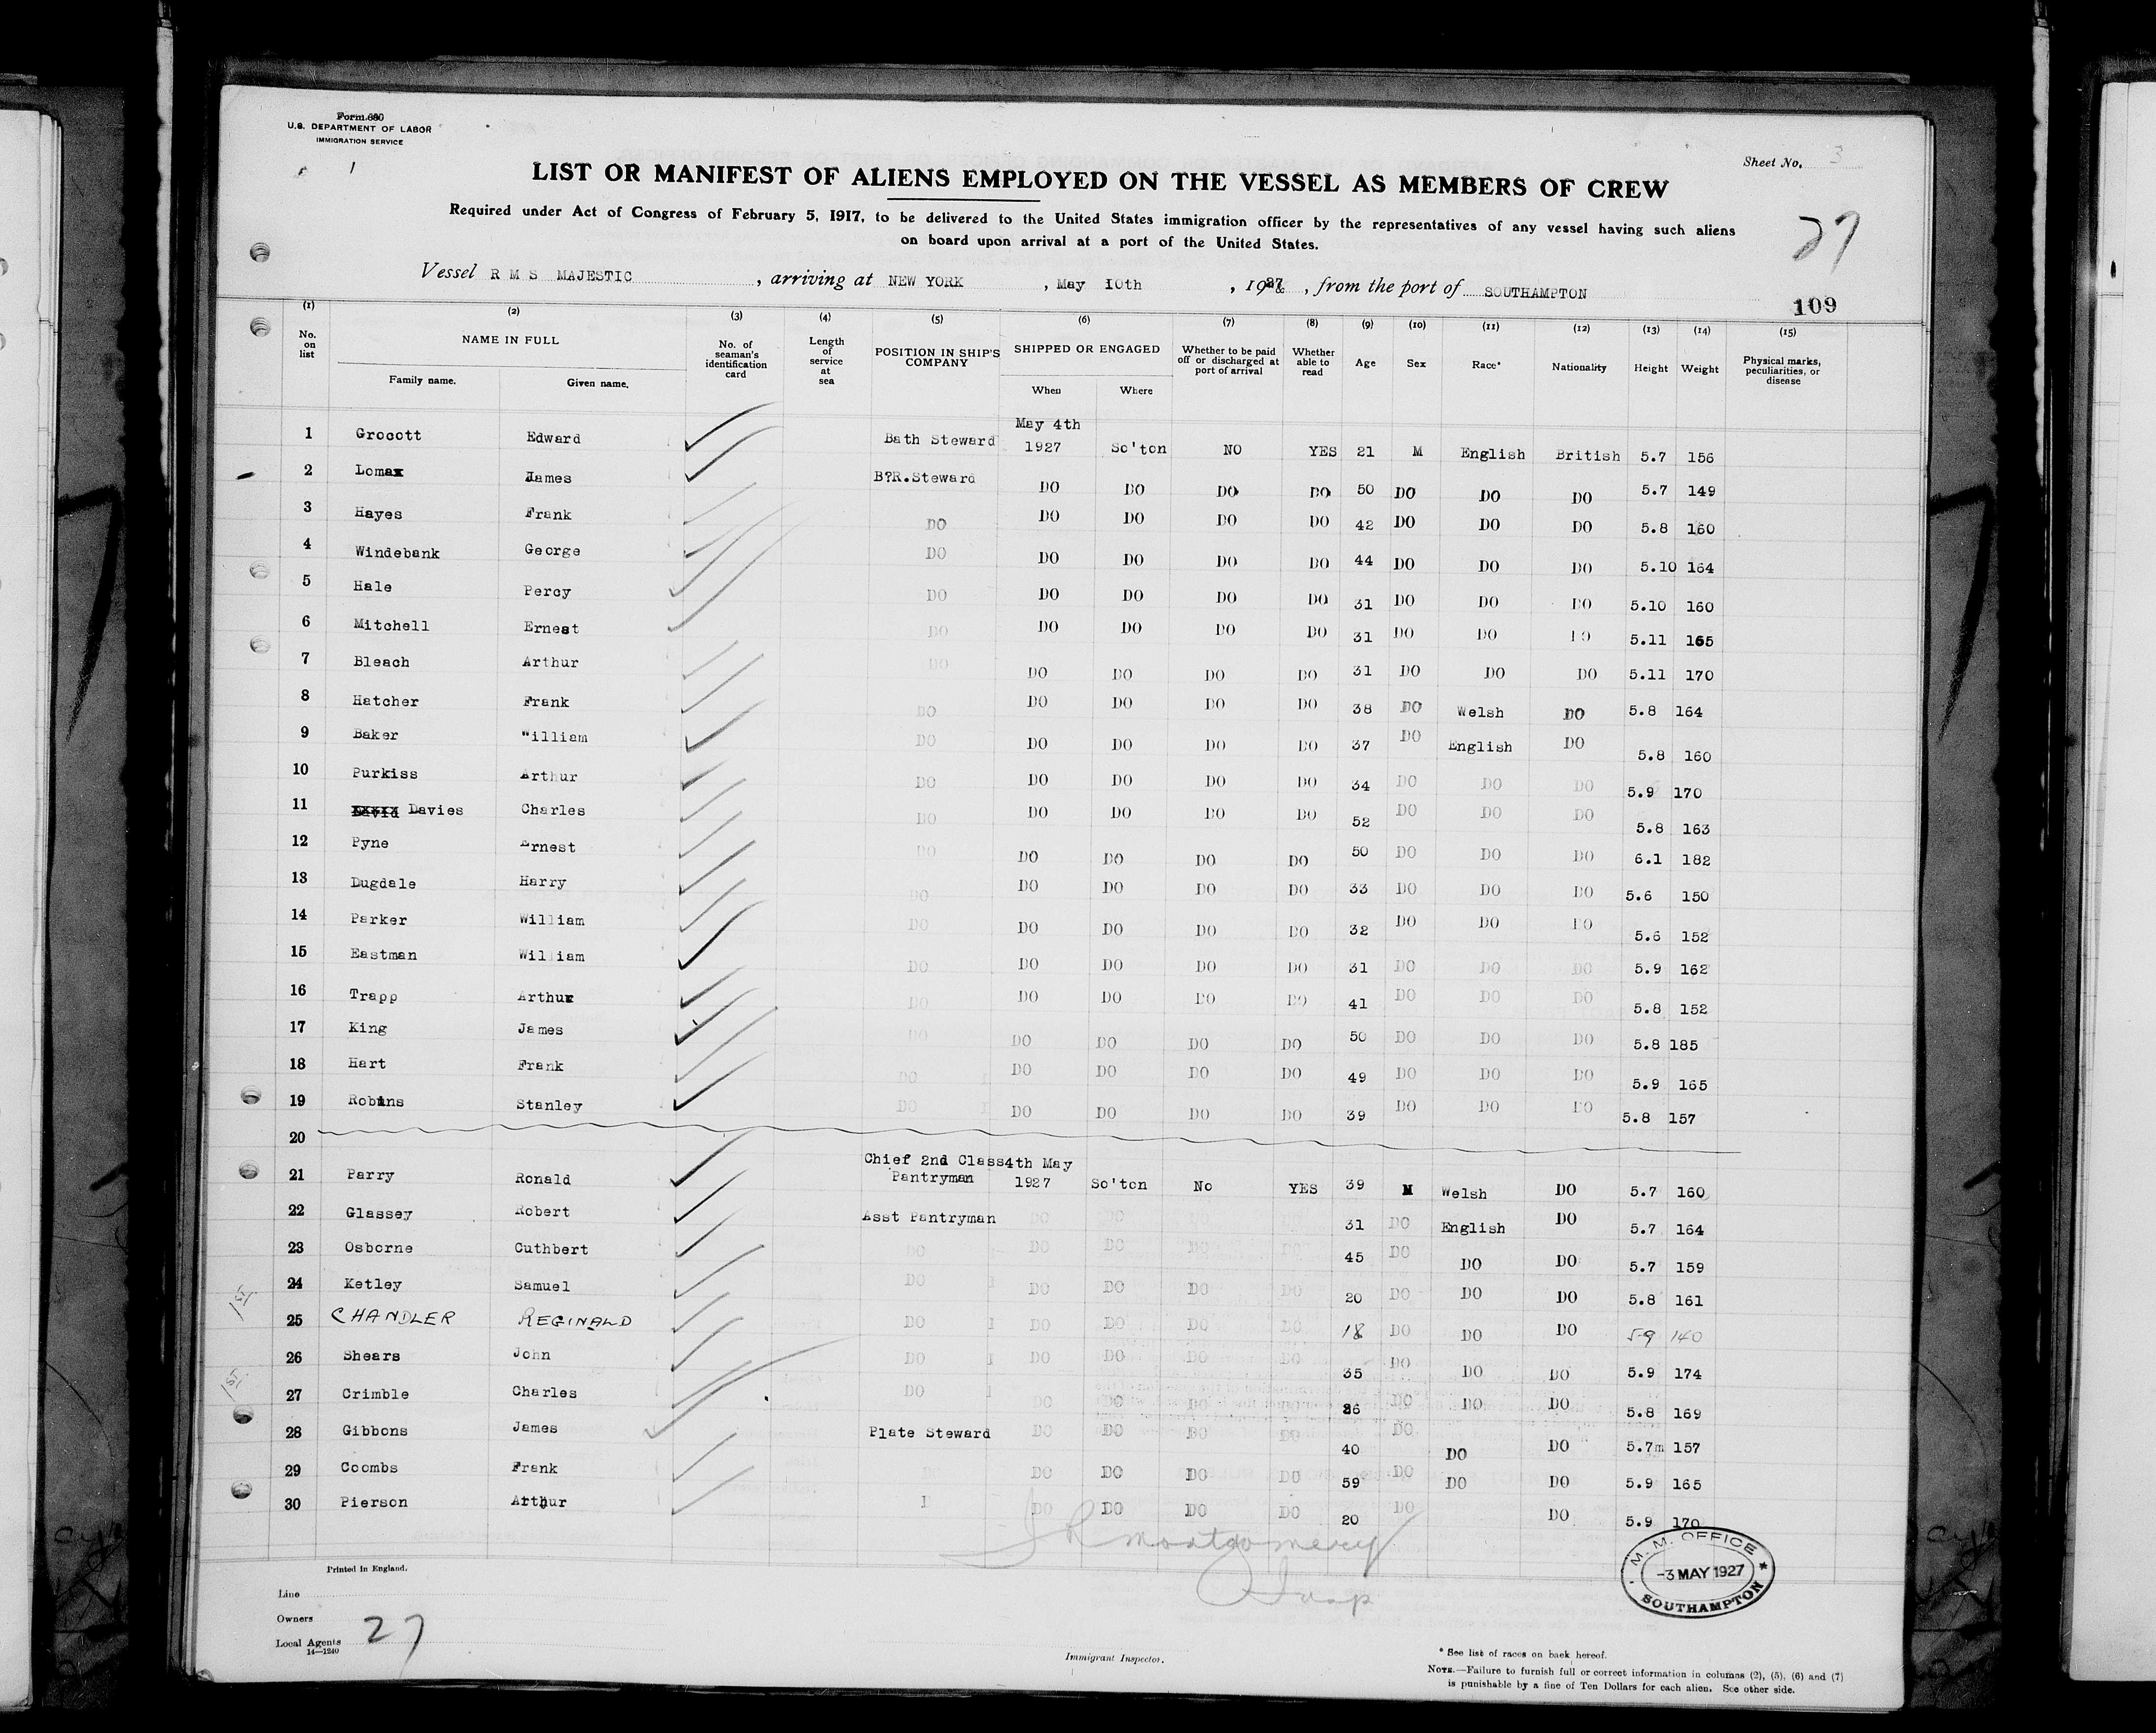 Form 680
U.S. DEPARTMENT OF LABOR
IMMIGRATION SERVICE
1
Sheet No. 3
LIST OR MANIFEST OF ALIENS EMPLOYED ON THE VESSEL AS MEMBERS OF CREW
Required under Act of Congress of February 5, 1917, to be delivered to the United States immigration officer by the representatives of any vessel having such aliens
on board upon arrival at a port of the United States.
27
Vessel R M S MAJESTIC , arriving at NEW YORK , May 10th , 1927 , from the port of SOUTHAMPTON
109
(1) (2) (3) (4) (5) (6) (7) (8) (9) (10) (11) (12) (13) (14) (15)
No. on list NAME IN FULL Family name. Given name. No. of seaman's identification card Length of service at sea POSITION IN SHIP'S COMPANY SHIPPED OR ENGAGED When Where Whether to be paid off or discharged at port of arrival Whether able to read Age Sex Race* Nationality Height Weight Physical marks, peculiarities, or disease
1 Grocott Edward Bath Steward May 4th 1927 So'ton NO YES 21 M English British 5.7 156
2 Lomax James B?R.Steward DO DO DO DO 50 DO DO DO 5.7 149
3 Hayes Frank DO DO DO DO DO 42 DO DO DO 5.8 160
4 Windebank George DO DO DO DO DO 44 DO DO DO 5.10 164
5 Hale Percy DO DO DO DO DO 31 DO DO DO 5.10 160
6 Mitchell Ernest DO DO DO DO DO 31 DO DO DO 5.11 165
7 Bleach Arthur DO DO DO DO DO 31 DO DO DO 5.11 170
8 Hatcher Frank DO DO DO DO DO 38 DO Welsh DO 5.8 164
9 Baker William DO DO DO DO DO 37 DO English DO 5.8 160
10 Purkiss Arthur DO DO DO DO DO 34 DO DO DO 5.9 170
11 David Davies Charles DO DO DO DO DO 52 DO DO DO 5.8 163
12 Pyne Ernest DO DO DO DO DO 50 DO DO DO 6.1 182
13 Dugdale Harry DO DO DO DO DO 33 DO DO DO 5.6 150
14 Parker William DO DO DO DO DO 32 DO DO DO 5.6 152
15 Eastman William DO DO DO DO DO 31 DO DO DO 5.9 162
16 Trapp Arthur DO DO DO DO DO 41 DO DO DO 5.8 152
17 King James DO DO DO DO DO 50 DO DO DO 5.8 185
18 Hart Frank DO DO DO DO DO 49 DO DO DO 5.9 165
19 Robins Stanley DO DO DO DO DO 39 DO DO DO 5.8 157
20
21 Parry Ronald Chief 2nd Class Pantryman 4th May 1927 So'ton No YES 39 M Welsh DO 5.7 160
22 Glassey Robert Asst Pantryman DO DO 31 DO English DO 5.7 164
23 Osborne Cuthbert DO DO DO DO DO 45 DO DO DO 5.7 159
24 Ketley Samuel DO DO DO DO DO 20 DO DO DO 5.8 161
25 CHANDLER REGINALD DO DO DO DO DO 18 DO DO DO 5-9 140
26 Shears John DO DO DO DO DO 35 DO DO DO 5.9 174
27 Crimble Charles DO DO DO DO DO 36 DO DO DO 5.8 169
28 Gibbons James Plate Steward DO DO DO DO 40 DO DO DO 5.7m 157
29 Coombs Frank DO DO DO DO 59 DO DO DO 5.9 165
30 Pierson Arthur DO DO DO DO 20 DO DO 5.9 170
J R Montgomery
Insp
M. M. OFFICE
-3 MAY 1927
SOUTHAMPTON
Printed in England.
Line
Owners
Local Agents
27
14—1240
Immigrant Inspector.
* See list of races on back hereof.
NOTE.—Failure to furnish full or correct information in columns (2), (5), (6) and (7)
is punishable by a fine of Ten Dollars for each alien. See other side.